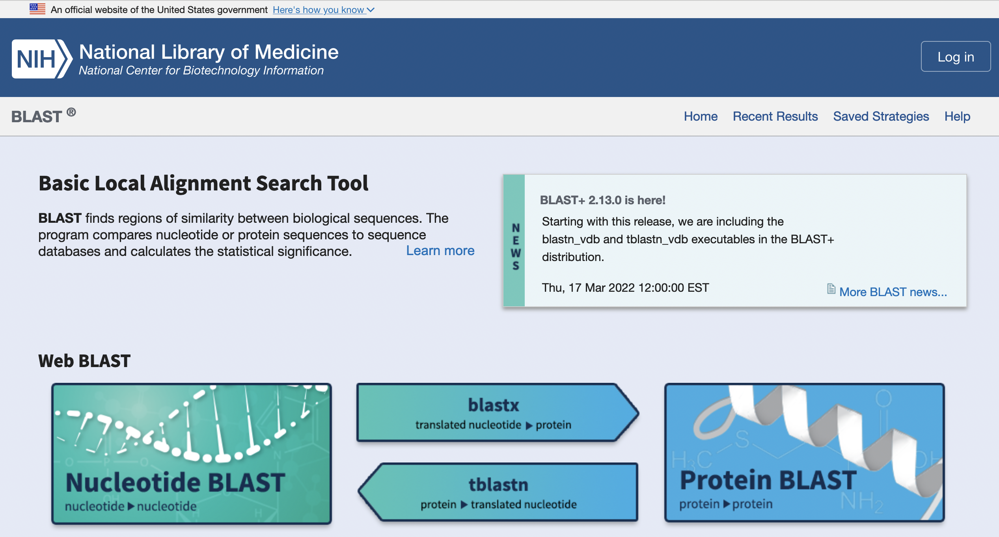 An official website of the United States government Here's how you know
NIH National Library of Medicine
National Center for Biotechnology Information
Log in
BLAST ®
Home Recent Results Saved Strategies Help
Basic Local Alignment Search Tool
BLAST finds regions of similarity between biological sequences. The
program compares nucleotide or protein sequences to sequence
databases and calculates the statistical significance.
Learn more
NEWS
BLAST+ 2.13.0 is here!
Starting with this release, we are including the
blastn_vdb and tblastn_vdb executables in the BLAST+
distribution.
Thu, 17 Mar 2022 12:00:00 EST
More BLAST news...
Web BLAST
N
N
O P O
OH
O
H
H
Nucleotide BLAST
nucleotide ▶ nucleotide
blastx
translated nucleotide ▶ protein
tblastn
protein ▶ translated nucleotide
O
S
H₃C
OH
NH₂
Protein BLAST
protein ▶ protein